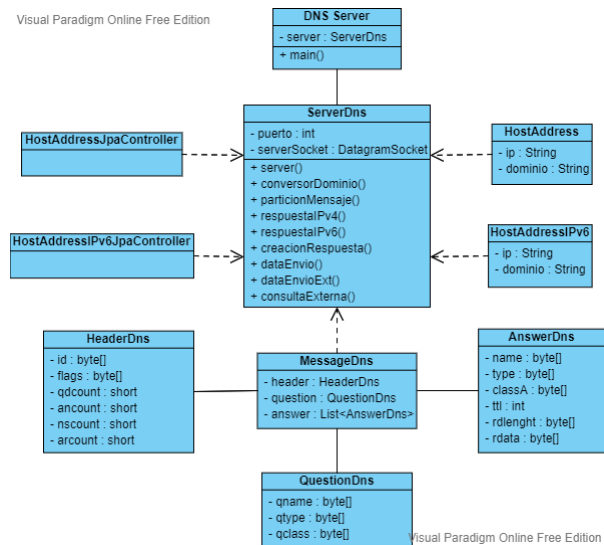 Visual Paradigm Online Free Edition
DNS Server
- server : ServerDns
+ main()
ServerDns
- puerto : int
- serverSocket : DatagramSocket
+ server()
+ conversorDominio()
+ particionMensaje()
+ respuestaIPv4()
+ respuestaIPv6()
+ creacionRespuesta()
+ dataEnvio()
+ dataEnvioExt()
+ consultaExterna()
HostAddressJpaController
HostAddress
- ip : String
- dominio : String
HostAddressIPv6JpaController
HostAddressIPv6
- ip : String
- dominio : String
HeaderDns
- id : byte[]
- flags : byte[]
- qdcount : short
- ancount : short
- nscount : short
- arcount : short
MessageDns
- header : HeaderDns
- question : QuestionDns
- answer : List<AnswerDns>
AnswerDns
- name : byte[]
- type : byte[]
- classA : byte[]
- ttl : int
- rdlenght : byte[]
- rdata : byte[]
QuestionDns
- qname : byte[]
- qtype : byte[]
- qclass : byte[]
Visual Paradigm Online Free Edition